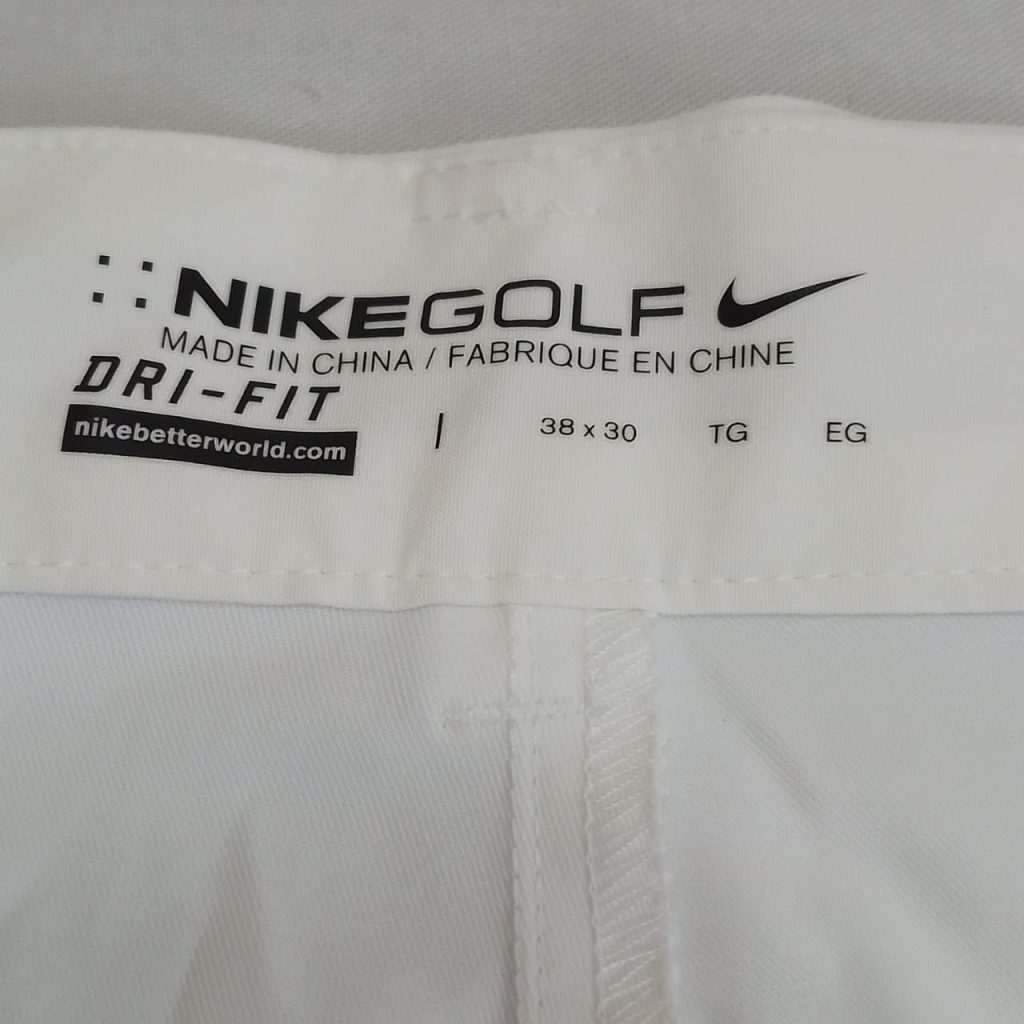 NIKEGOLF
MADE IN CHINA / FABRIQUE EN CHINE
DRI-FIT
nikebetterworld.com
38 x 30 TG EG